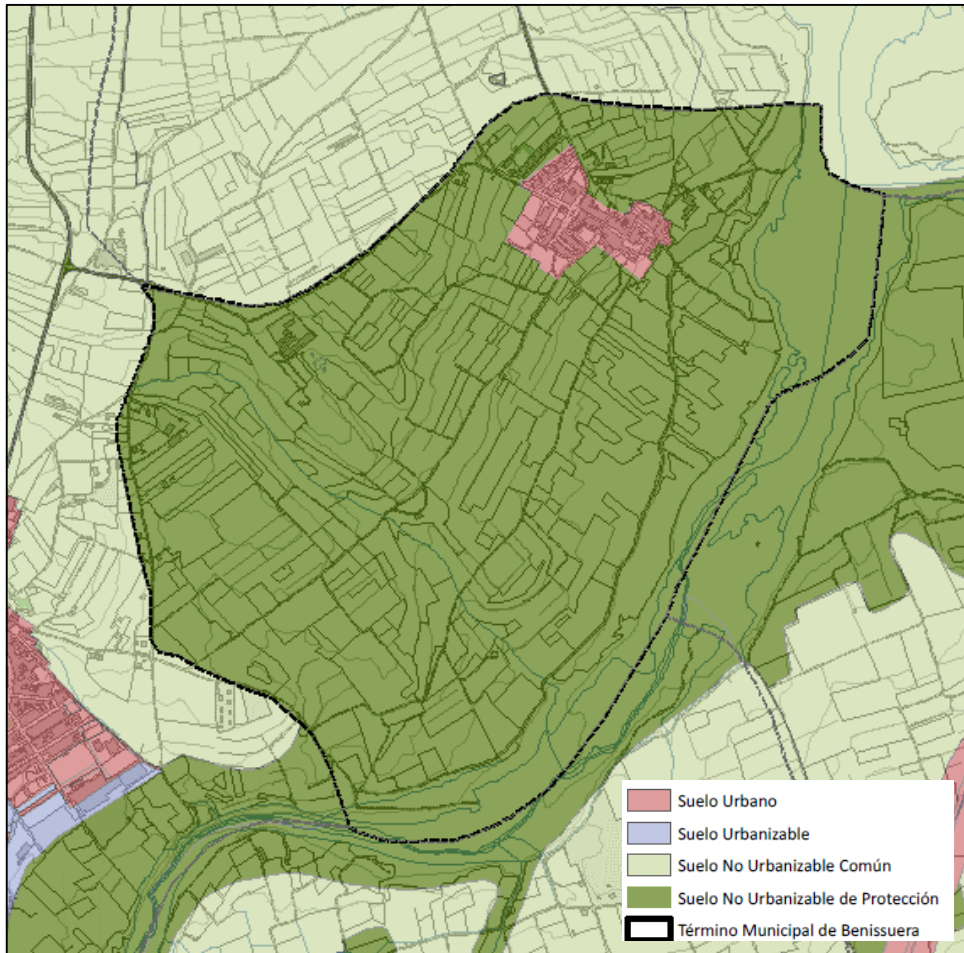 Suelo Urbano
Suelo Urbanizable
Suelo No Urbanizable Común
Suelo No Urbanizable de Protección
Término Municipal de Benissuera